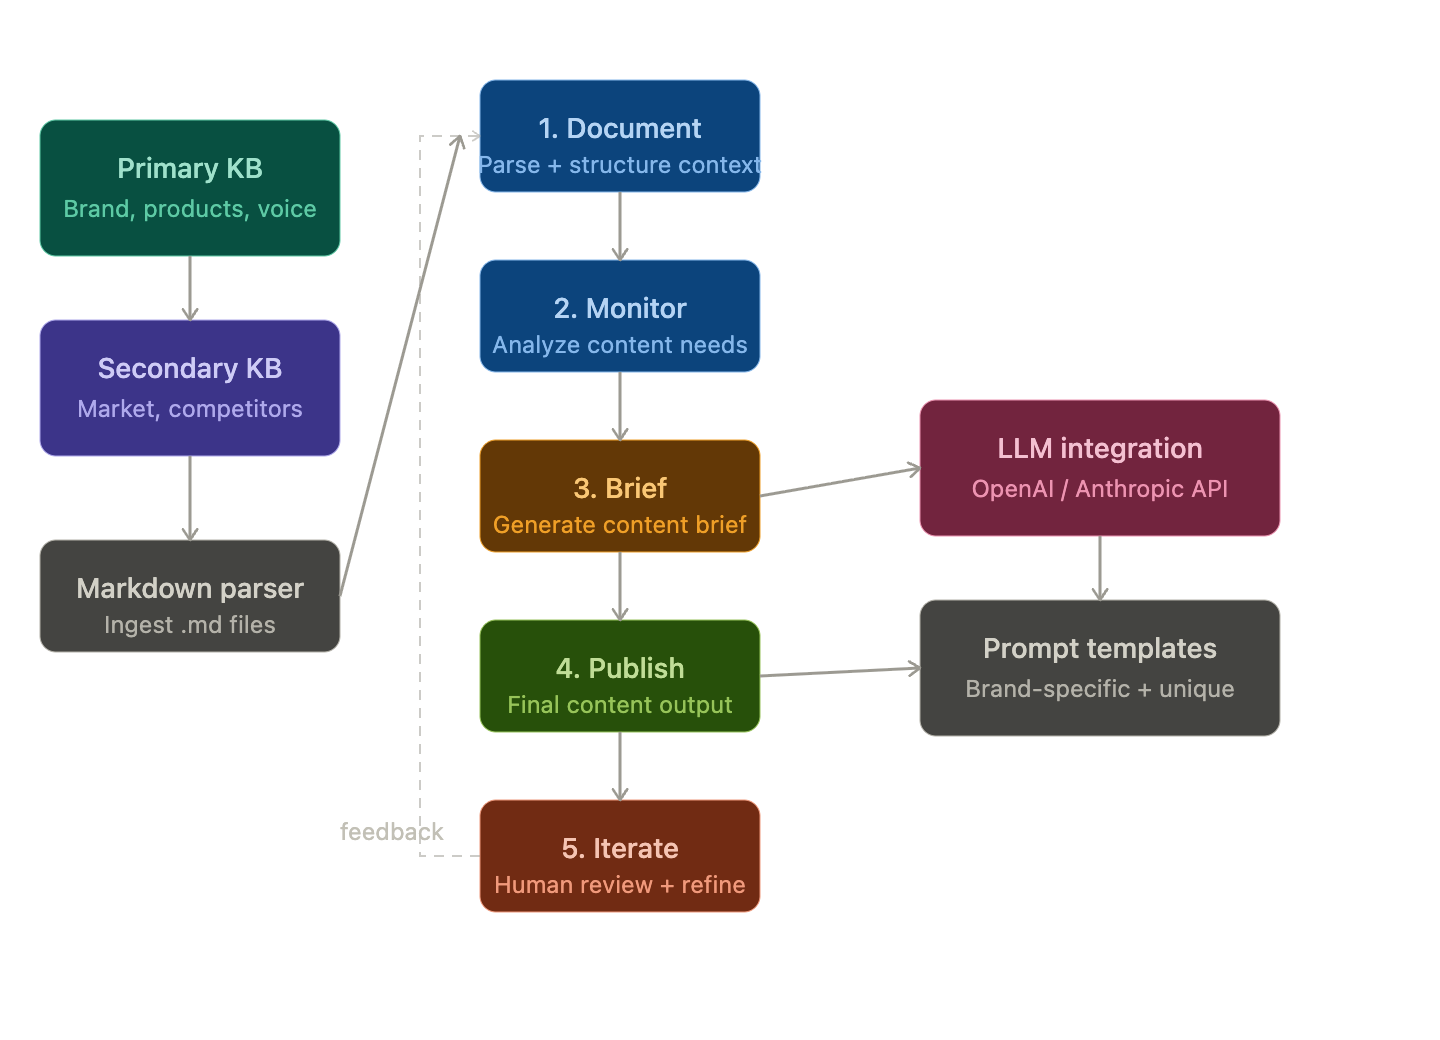 Primary KB
Brand, products, voice
Secondary KB
Market, competitors
Markdown parser
Ingest .md files
1. Document
Parse + structure context
2. Monitor
Analyze content needs
3. Brief
Generate content brief
4. Publish
Final content output
5. Iterate
Human review + refine
feedback
LLM integration
OpenAI / Anthropic API
Prompt templates
Brand-specific + unique